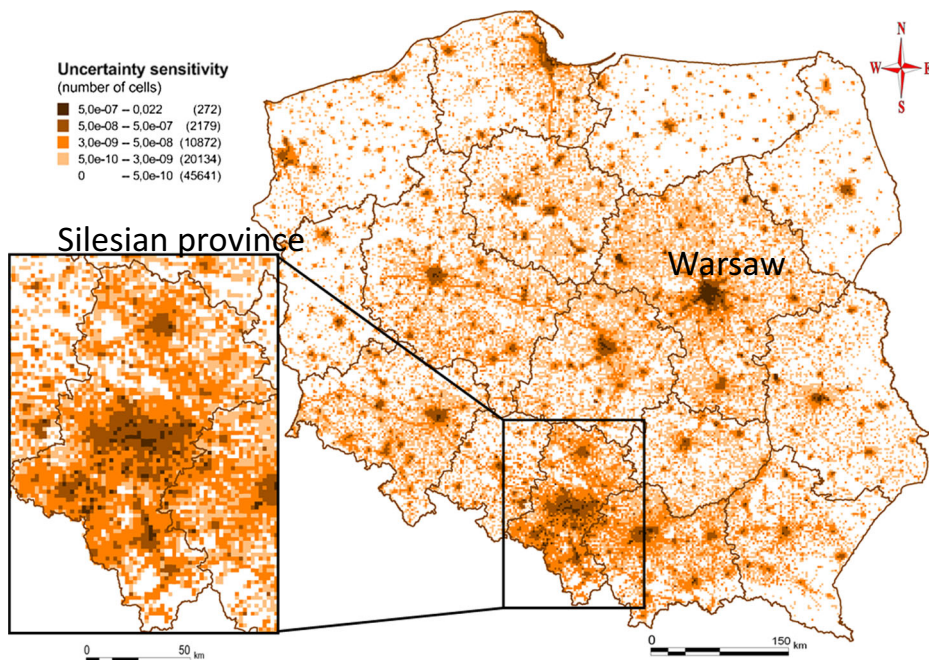 Uncertainty sensitivity
(number of cells)
5,0e-07 -- 0,022 (272)
5,0e-08 -- 5,0e-07 (2179)
3,0e-09 -- 5,0e-08 (10872)
5,0e-10 -- 3,0e-09 (20134)
0 -- 5,0e-10 (45641)
N
W E
S
Silesian province
Warsaw
0 50 km
0 150
km